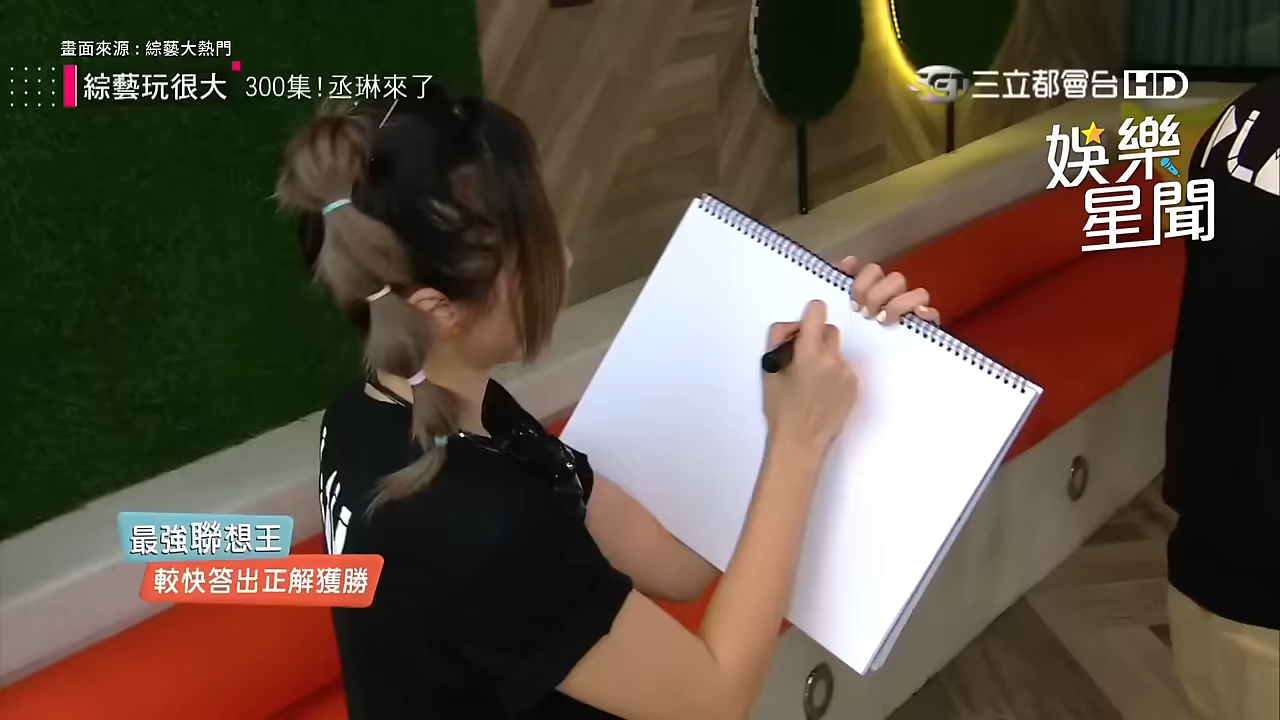 畫面來源：綜藝大熱門
綜藝玩很大 300集！丞琳來了
SET 三立都會台 HD
娛樂
星聞
最強聯想王
較快答出正解獲勝